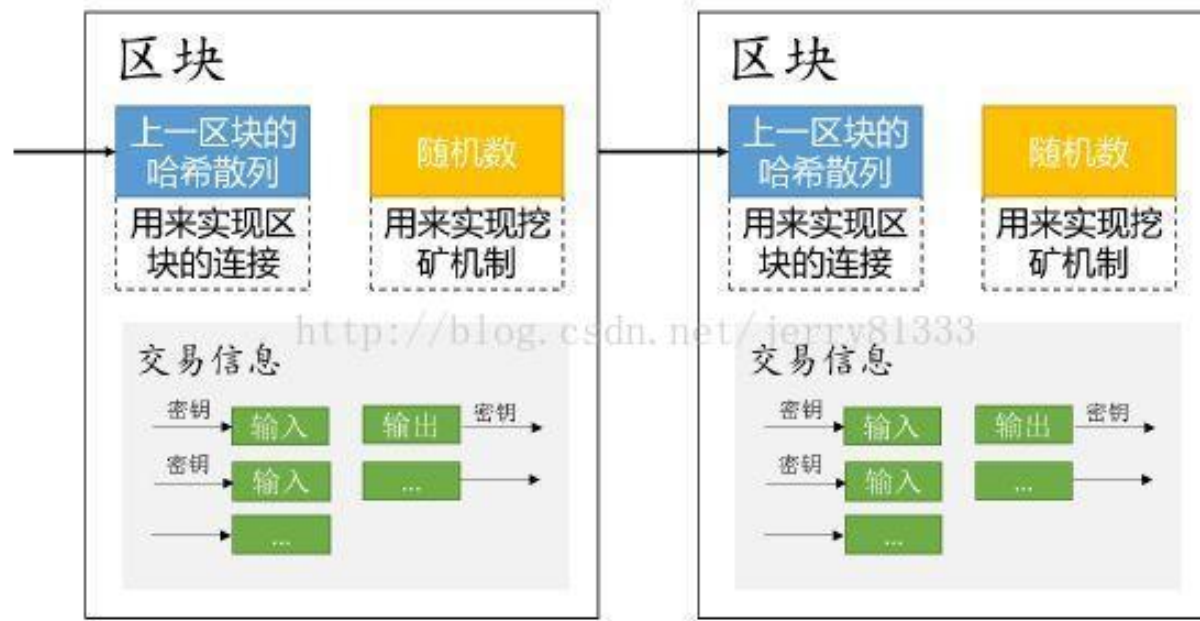 区块
上一区块的
哈希散列
随机数
用来实现区
块的连接
用来实现挖
矿机制
交易信息
密钥
输入
输出
密钥
密钥
输入
...
...
区块
上一区块的
哈希散列
随机数
用来实现区
块的连接
用来实现挖
矿机制
交易信息
密钥
输入
输出
密钥
密钥
输入
...
...
http://blog.csdn.net/jerry81333